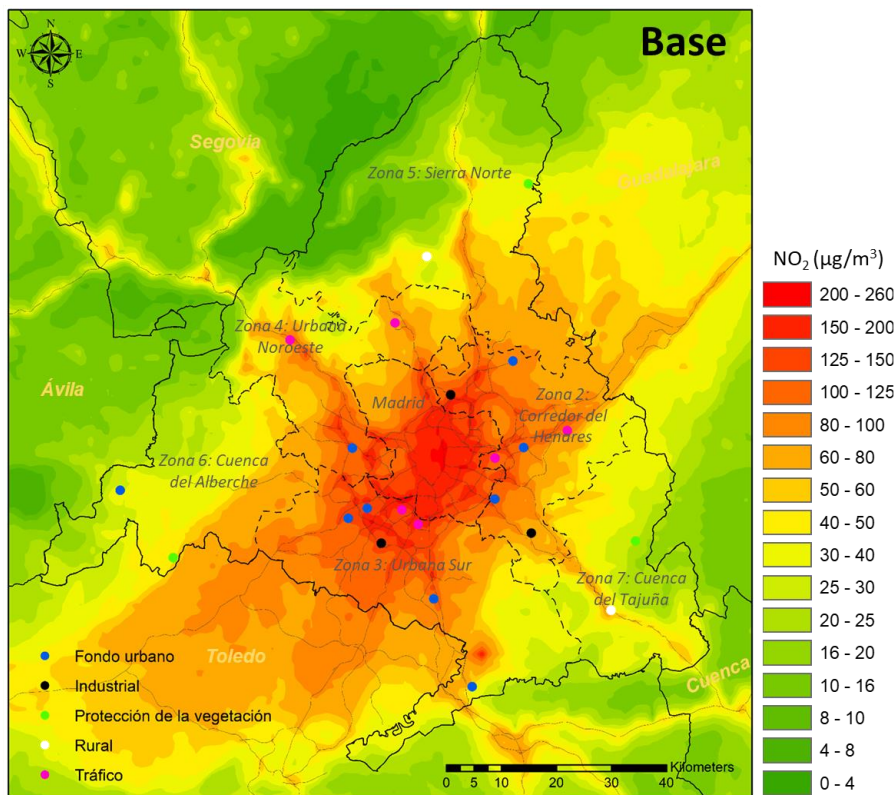 Base
N
W E
S
Segovia
Zona 5: Sierra Norte
Guadalajara
Zona 4: Urbana
Noroeste
Ávila
Madrid
Zona 2:
Corredor del
Henares
Zona 6: Cuenca
del Alberche
Zona 3: Urbana Sur
Zona 7: Cuenca
del Tajuña
Toledo
Cuenca
Fondo urbano
Industrial
Protección de la vegetación
Rural
Tráfico
Kilometers
0 5 10 20 30 40
NO₂ (µg/m³)
200 - 260
150 - 200
125 - 150
100 - 125
80 - 100
60 - 80
50 - 60
40 - 50
30 - 40
25 - 30
20 - 25
16 - 20
10 - 16
8 - 10
4 - 8
0 - 4